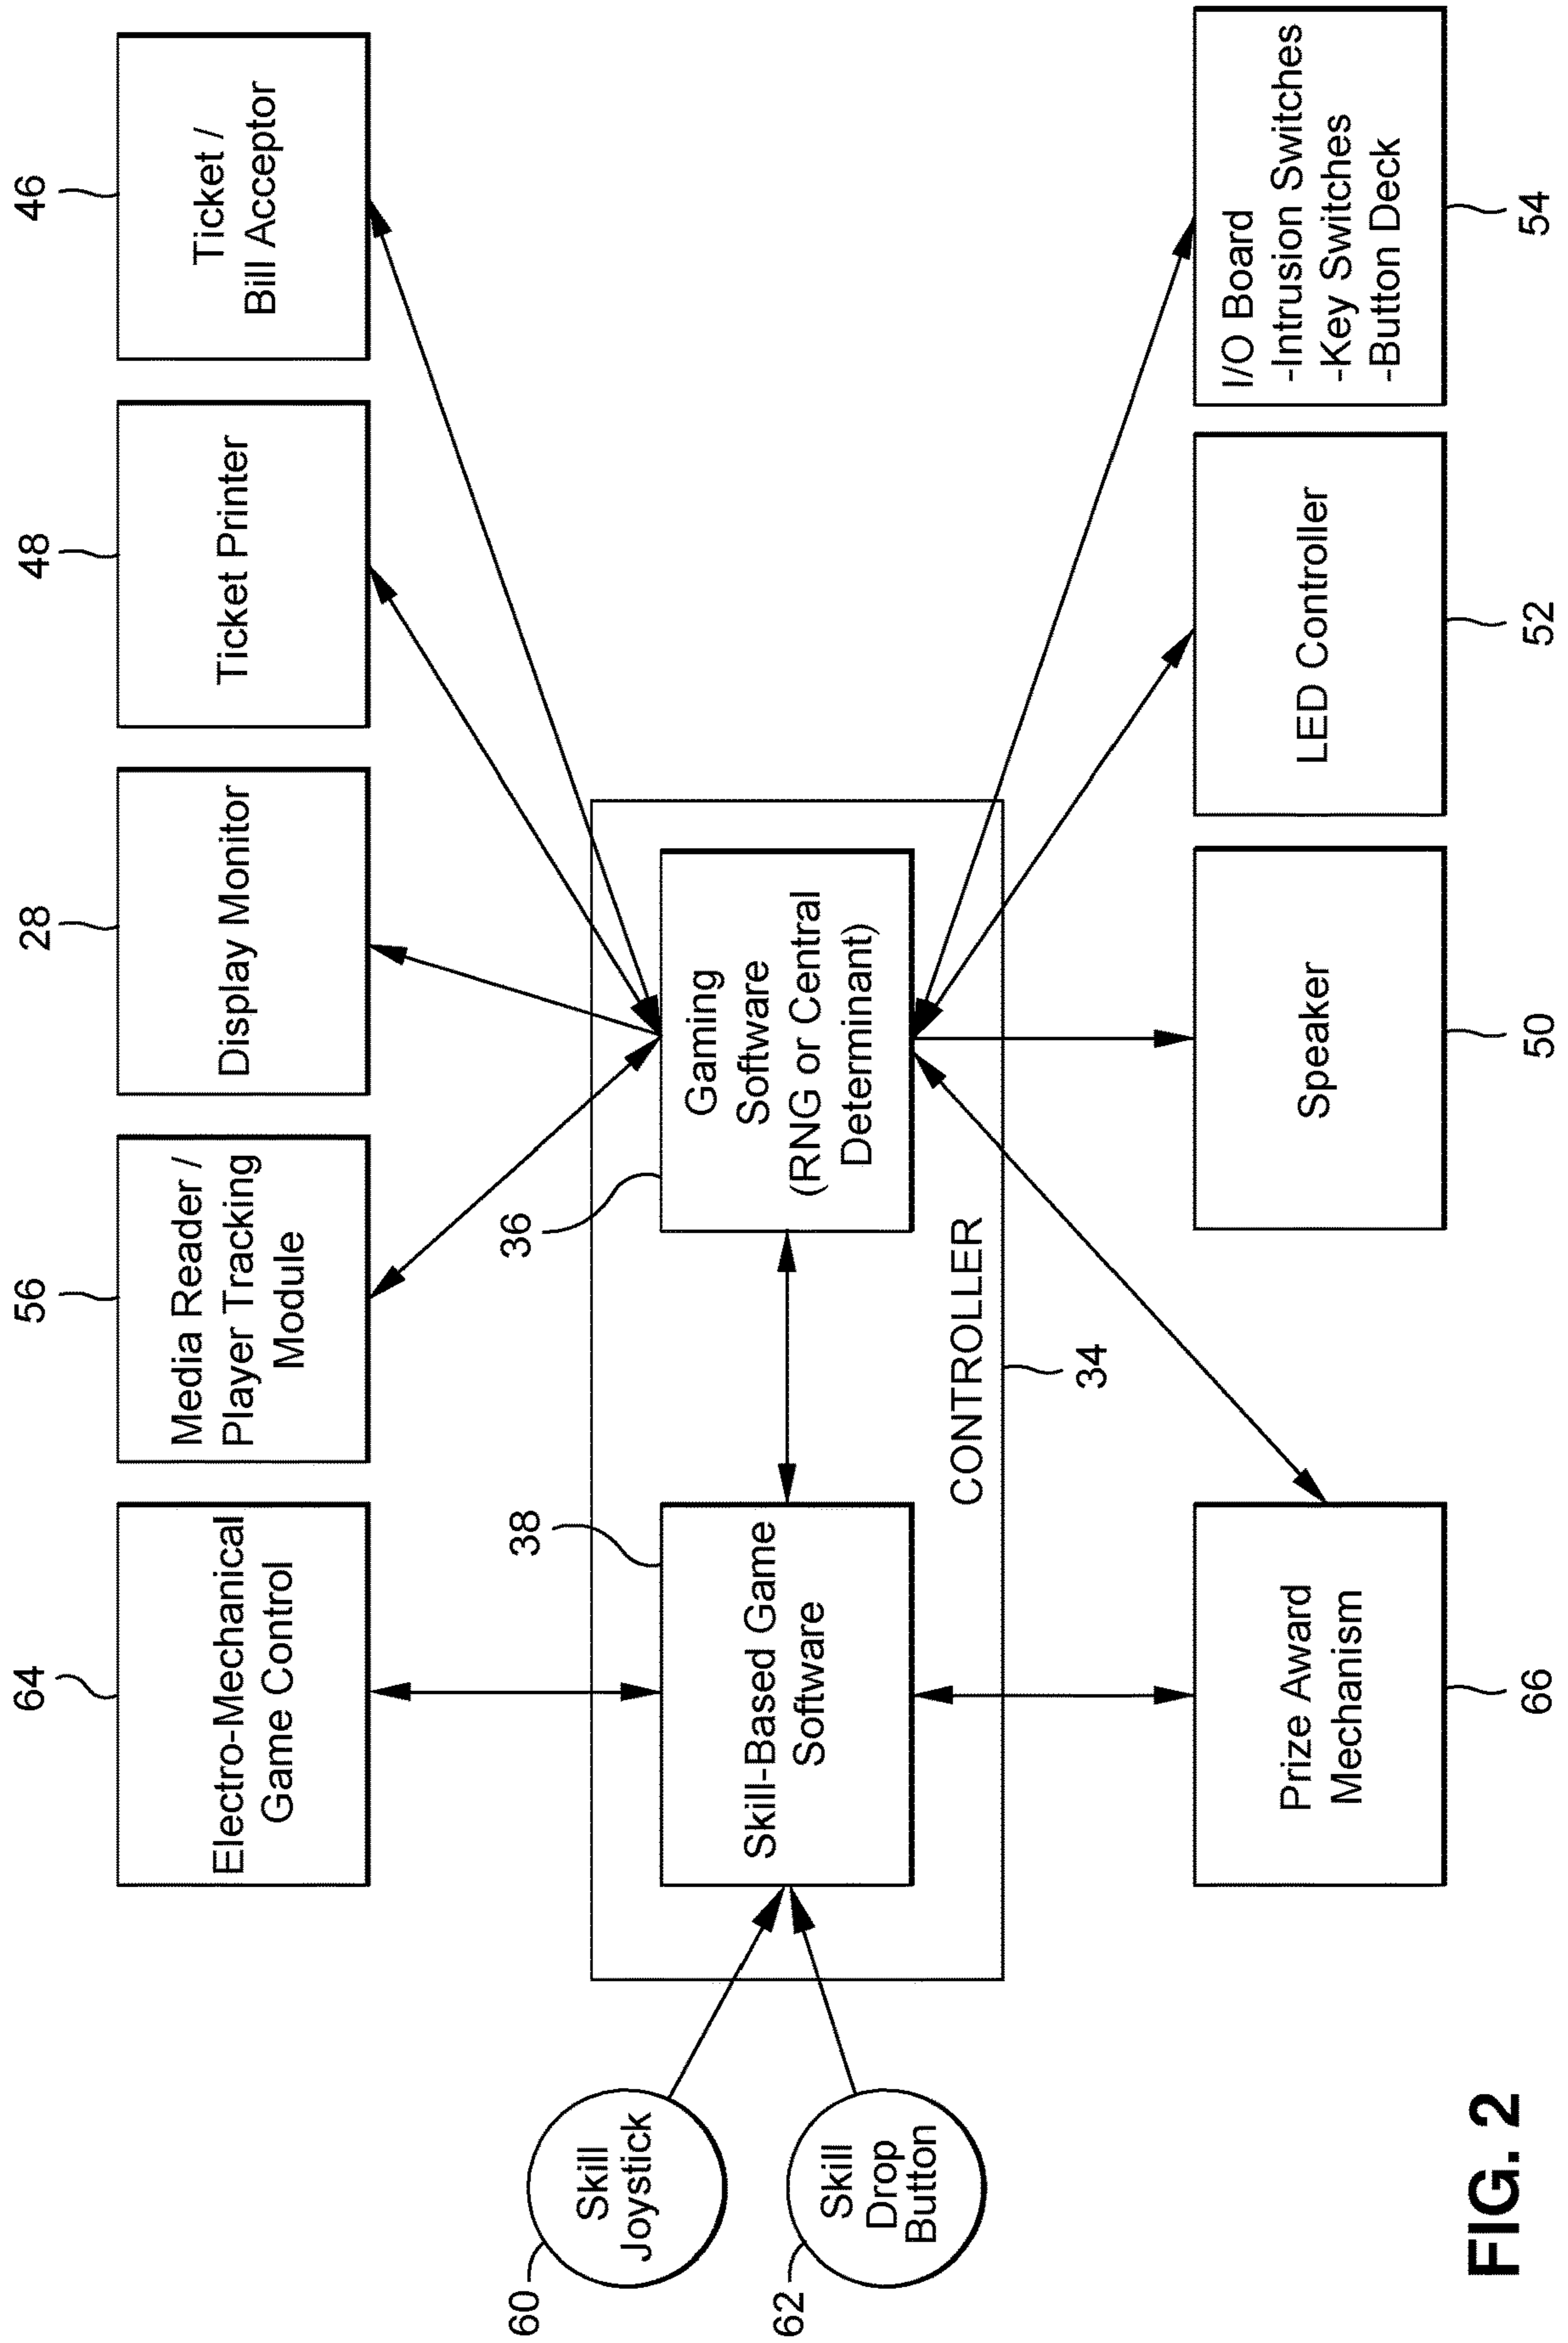 64
Electro-Mechanical
Game Control
56
Media Reader /
Player Tracking
Module
28
Display Monitor
48
Ticket Printer
46
Ticket /
Bill Acceptor
60
Skill
Joystick
62
Skill
Drop
Button
38
Skill-Based Game
Software
36
Gaming
Software
(RNG or Central
Determinant)
CONTROLLER
34
Prize Award
Mechanism
66
Speaker
50
LED Controller
52
I/O Board
-Intrusion Switches
-Key Switches
-Button Deck
54
FIG. 2